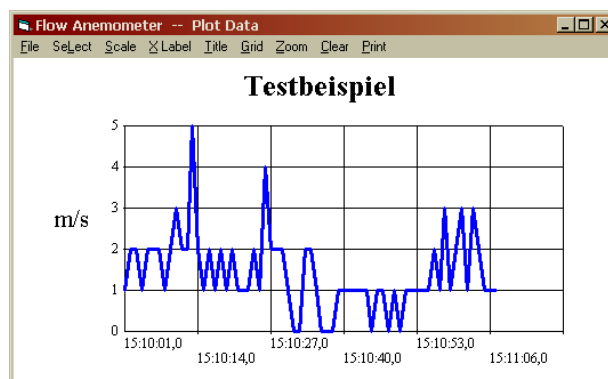 Flow Anemometer -- Plot Data
File SeLect Scale X Label Title Grid Zoom Clear Print
Testbeispiel
5
4
3
m/s
2
1
0
15:10:01,0 15:10:27,0 15:10:53,0
15:10:14,0 15:10:40,0 15:11:06,0